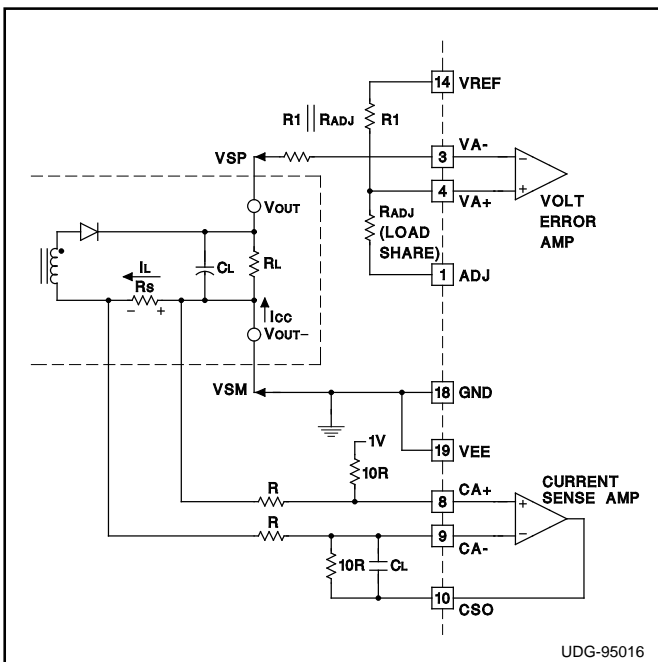 14 VREF
R1 || RADJ R1
VSP 3 VA- −
4 VA+ +
VOLT
ERROR
AMP
VOUT
RADJ
(LOAD
SHARE)
CL RL
1 ADJ
IL
RS
− +
ICC
VOUT−
VSM 18 GND
1V
19 VEE
10R
R 8 CA+ +
CURRENT
SENSE AMP
R 9 CA- −
10R CL
10 CSO
UDG-95016